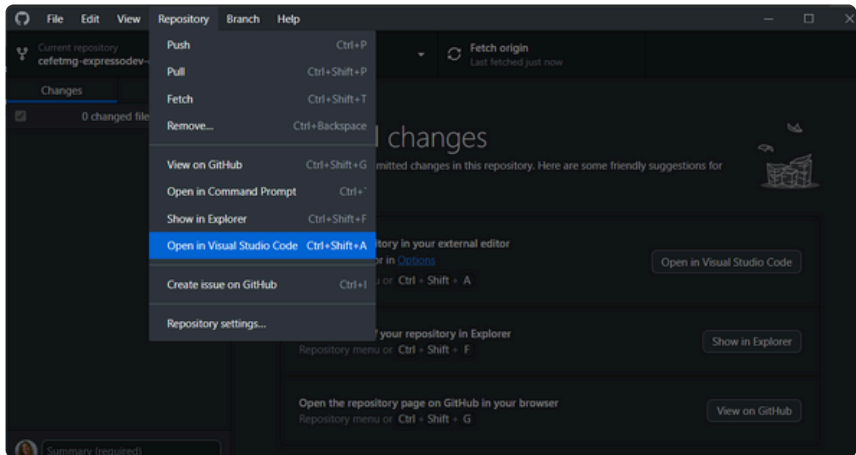 File Edit View Repository Branch Help
Current repository
cefetmg-expressodev-
Fetch origin
Last fetched just now
Changes
0 changed file
Push Ctrl+P
Pull Ctrl+Shift+P
Fetch Ctrl+Shift+T
Remove... Ctrl+Backspace
View on GitHub Ctrl+Shift+G
Open in Command Prompt Ctrl+`
Show in Explorer Ctrl+Shift+F
Open in Visual Studio Code Ctrl+Shift+A
Create issue on GitHub Ctrl+I
Repository settings...
changes
mitted changes in this repository. Here are some friendly suggestions for
itory in your external editor
or in Options
or Ctrl + Shift + A
Open in Visual Studio Code
your repository in Explorer
Repository menu or Ctrl + Shift + F
Show in Explorer
Open the repository page on GitHub in your browser
Repository menu or Ctrl + Shift + G
View on GitHub
Summary (required)